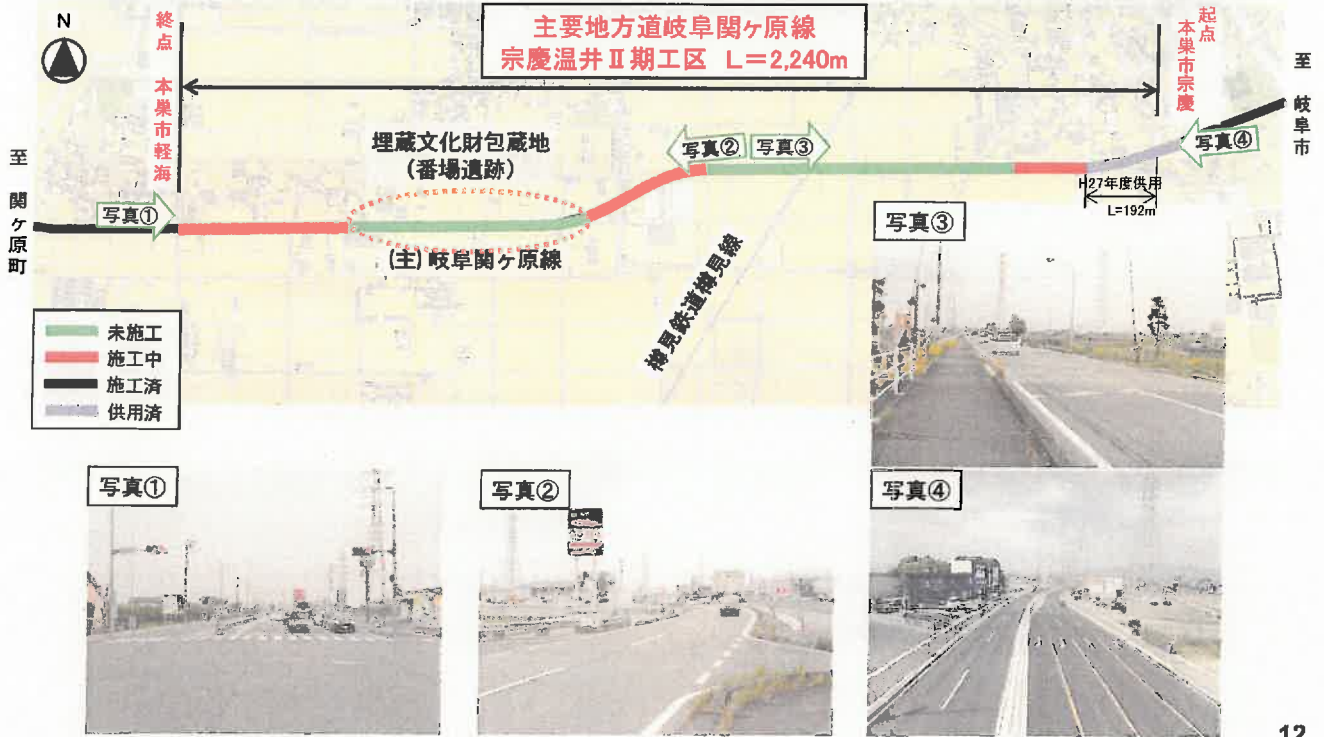 主要地方道岐阜関ヶ原線
宗慶温井Ⅱ期工区 L=2,240m
N
終点 本巣市軽海
起点 本巣市宗慶
至 岐阜市
至 関ヶ原町
埋蔵文化財包蔵地
(番場遺跡)
写真②
写真③
写真④
写真①
H27年度供用
L=192m
(主)岐阜関ヶ原線
樽見鉄道樽見線
未施工
施工中
施工済
供用済
写真③
写真①
写真②
写真④
12